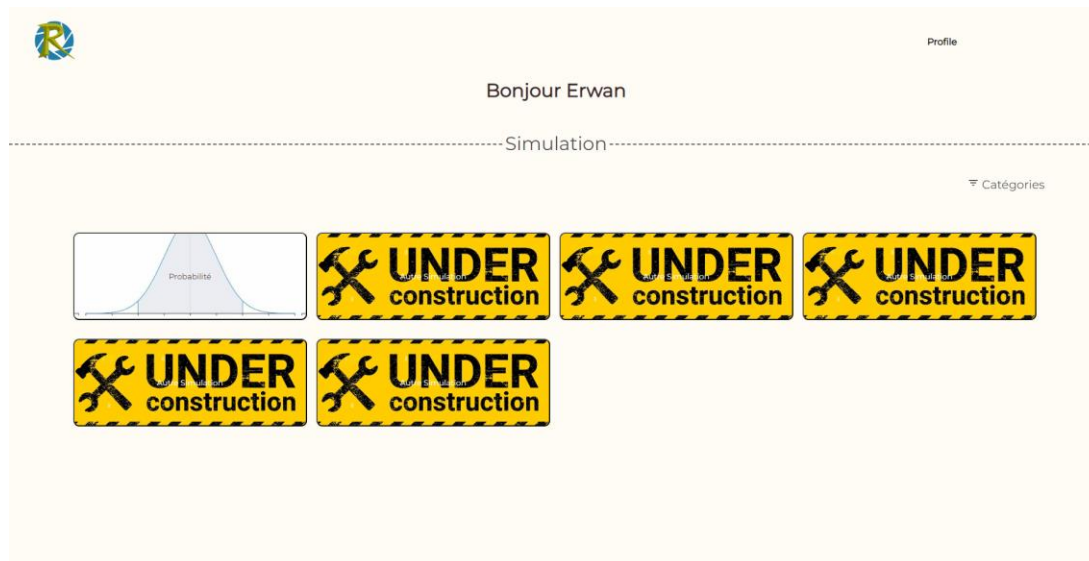 R
Profile
Bonjour Erwan
Simulation
Catégories
Probabilité
UNDER
Autre Simulation
construction
UNDER
Autre Simulation
construction
UNDER
Autre Simulation
construction
UNDER
Autre Simulation
construction
UNDER
Autre Simulation
construction